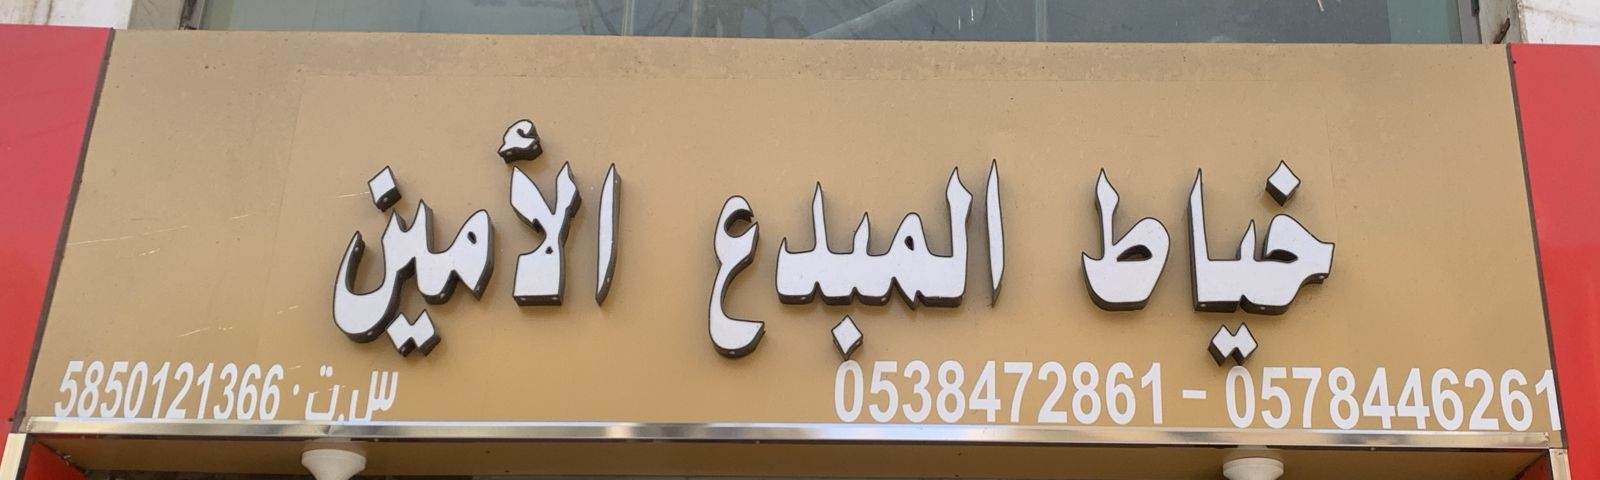 خياط المبدع الأمين
0538472861 - 0578446261
س.ت. 5850121366